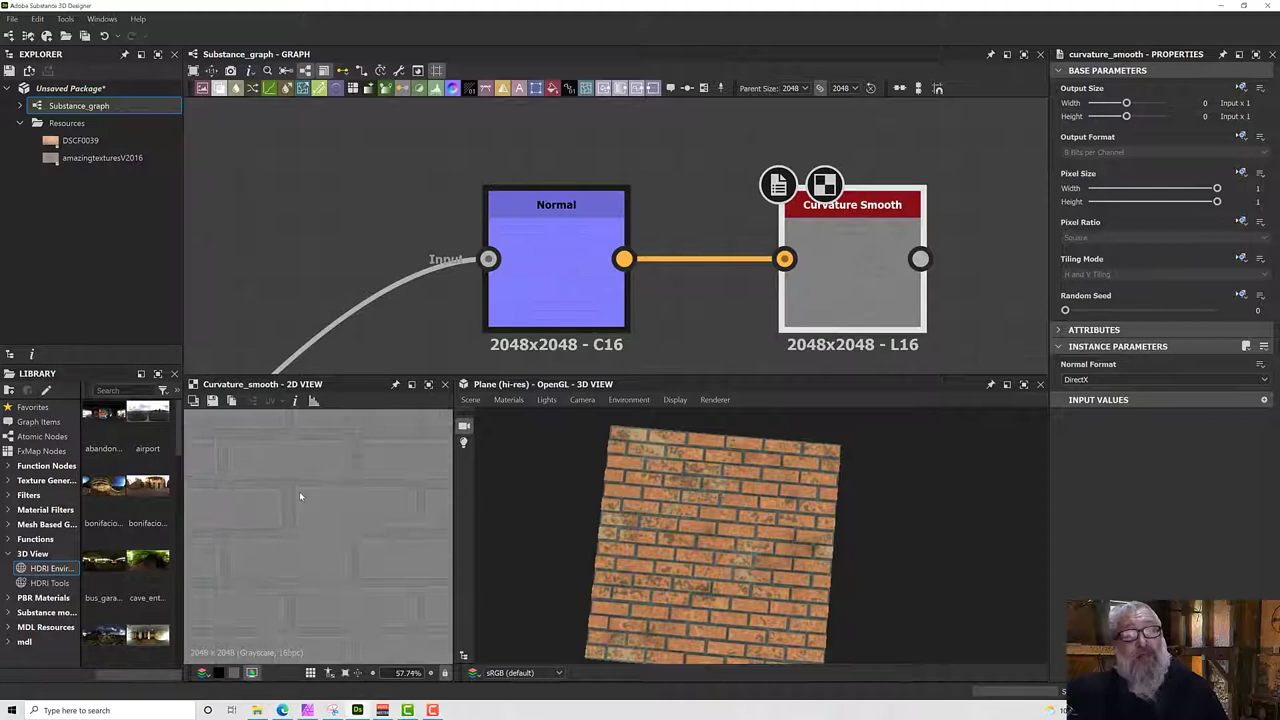 Adobe Substance 3D Designer
File Edit Tools Windows Help
EXPLORER
Unsaved Package*
Substance_graph
Resources
DSCF0039
amazingtexturesV2016
Substance_graph - GRAPH
Parent Size: 2048 2048
Normal
Input
2048x2048 - C16
Curvature Smooth
2048x2048 - L16
curvature_smooth - PROPERTIES
BASE PARAMETERS
Output Size
Width 0 Input x 1
Height 0 Input x 1
Output Format
8 Bits per Channel
Pixel Size
Width 1
Height 1
Pixel Ratio
Square
Tiling Mode
H and V Tiling
Random Seed
0
ATTRIBUTES
INSTANCE PARAMETERS
Normal Format
DirectX
INPUT VALUES
LIBRARY
Search
Favorites
Graph Items
Atomic Nodes
FxMap Nodes
Function Nodes
Texture Gener...
Filters
Material Filters
Mesh Based G...
Functions
3D View
HDRI Envir...
HDRI Tools
PBR Materials
Substance mo...
MDL Resources
mdl
abandon... airport
bonifacio... bonifacio...
bus_gara... cave_ent...
Curvature_smooth - 2D VIEW
UV
2048 x 2048 (Grayscale, 16bpc)
57.74%
Plane (hi-res) - OpenGL - 3D VIEW
Scene Materials Lights Camera Environment Display Renderer
sRGB (default)
Type here to search